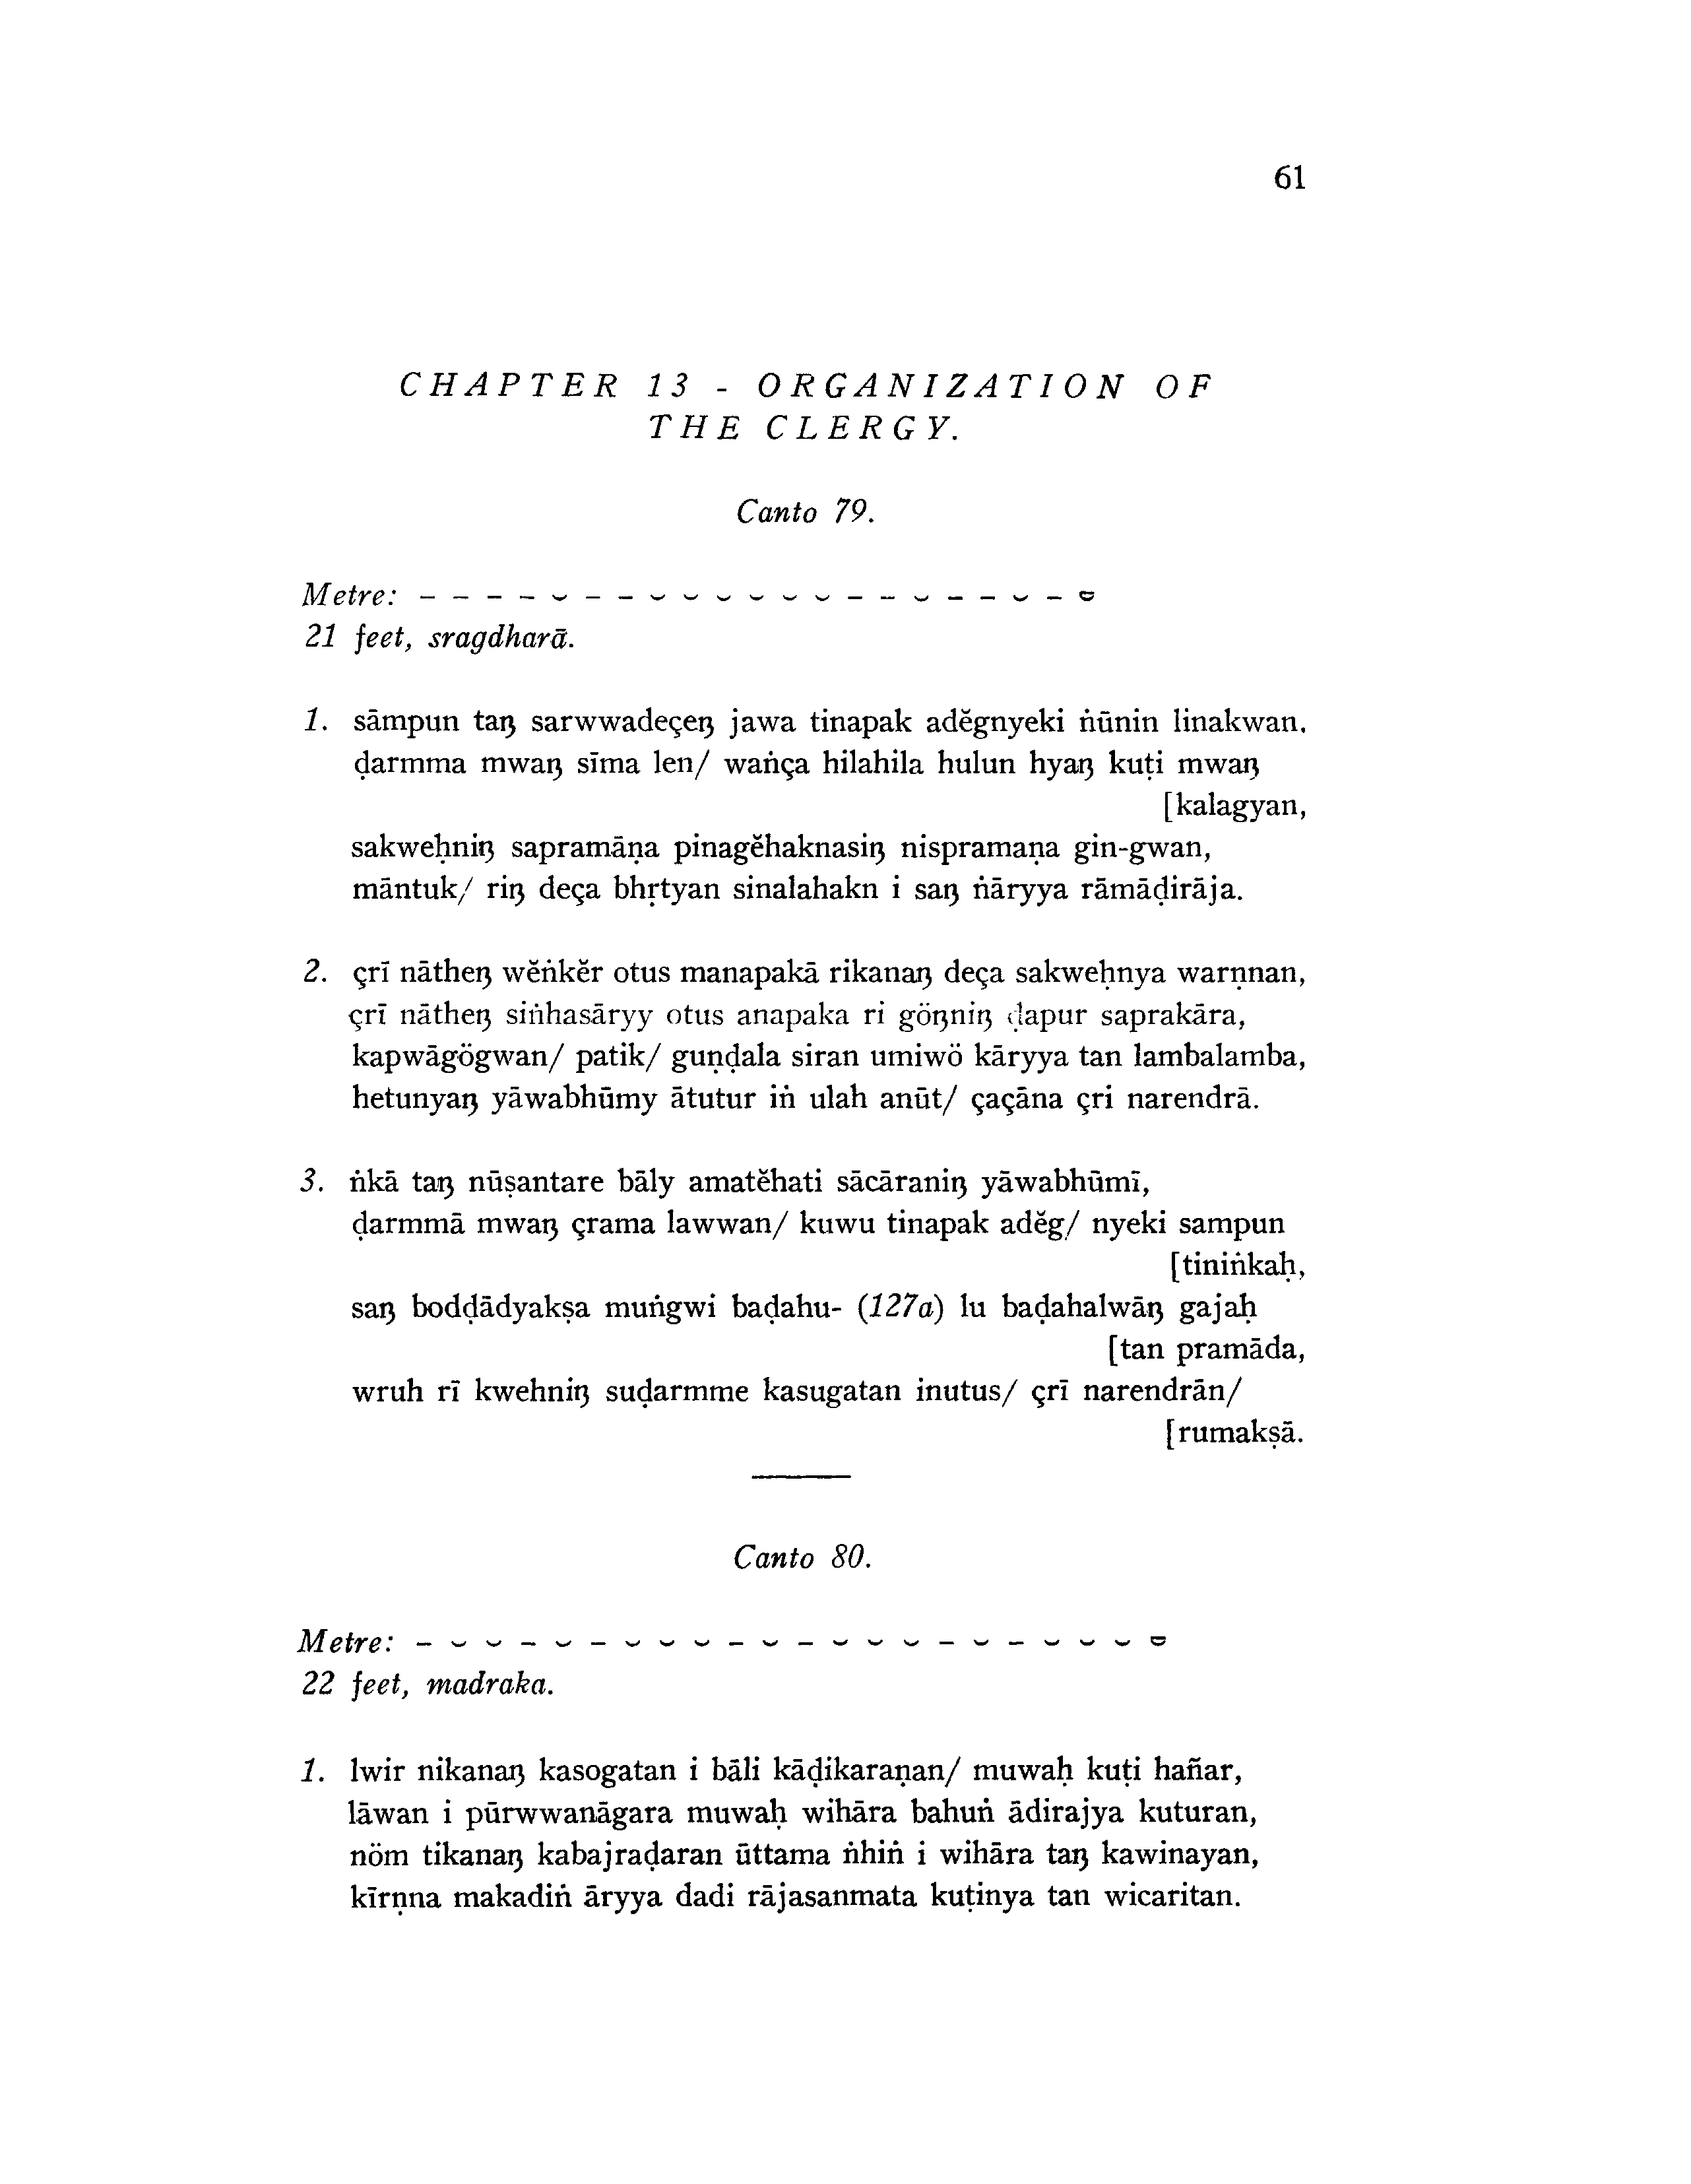 61
CHAPTER 13 - ORGANIZATION OF
THE CLERGY.
Canto 79.
Metre: – – – – ⏑ – – ⏑ ⏑ ⏑ ⏑ ⏑ ⏑ – – ⏑ – – ⏑ – ⏓
21 feet, sragdharā.
1. sāmpun taŋ sarwwadeçeŋ jawa tinapak adĕgnyeki ṅūnin linakwan,
ḍarmma mwaŋ sīma len/ waṅça hilahila hulun hyaŋ kuṭi mwaŋ
[kalagyan,
sakweḥniŋ sapramāṇa pinagĕhaknasiŋ nispramaṇa gin-gwan,
māntuk/ riŋ deça bhṛtyan sinalahakn i saŋ ṅāryya rāmāḍirāja.
2. çrī nātheŋ wĕṅkĕr otus manapakā rikanaŋ deça sakweḥnya warṇnan,
çrī nātheŋ siṅhasāryy otus anapaka ri göŋniŋ ḍapur saprakāra,
kapwāgögwan/ patik/ guṇḍala siran umiwö kāryya tan lambalamba,
hetunyaŋ yāwabhūmy ātutur iṅ ulah anūt/ çaçāna çri narendrā.
3. ṅkā taŋ nūṣantare bāly amatĕhati sācāraniŋ yāwabhūmī,
ḍarmmā mwaŋ çrama lawwan/ kuwu tinapak adĕg/ nyeki sampun
[tiniṅkaḥ,
saŋ boddḍādyakṣa muṅgwi baḍahu- (127a) lu baḍahalwāŋ gajaḥ
[tan pramāda,
wruh rī kwehniŋ suḍarmme kasugatan inutus/ çrī narendrān/
[rumakṣā.
Canto 80.
Metre: – ⏑ ⏑ – ⏑ – ⏑ ⏑ ⏑ – ⏑ – ⏑ ⏑ ⏑ – ⏑ – ⏑ ⏑ ⏑ ⏓
22 feet, madraka.
1. lwir nikanaŋ kasogatan i bāli kāḍikaraṇan/ muwaḥ kuṭi hañar,
lāwan i pūrwwanāgara muwaḥ wihāra bahuṅ ādirajya kuturan,
nöm tikanaŋ kabajraḍaran ūttama ṅhiṅ i wihāra taŋ kawinayan,
kīrṇna makadiṅ āryya dadi rājasanmata kuṭinya tan wicaritan.